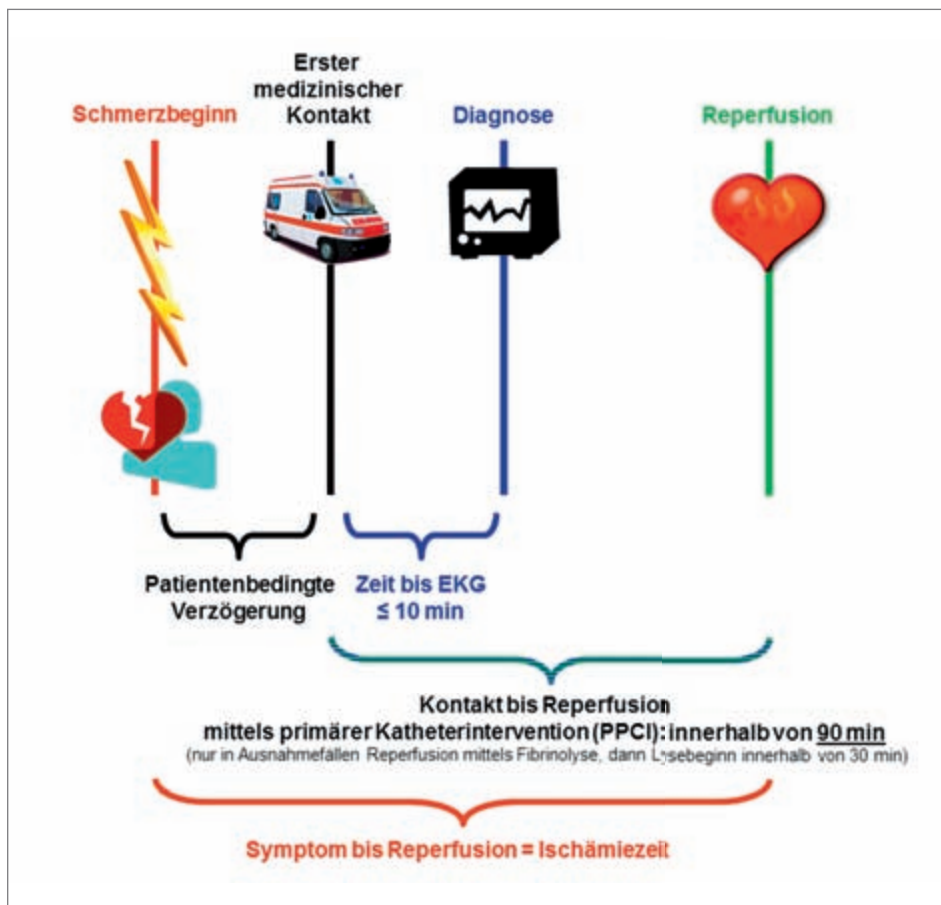 Erster
medizinischer
Kontakt
Schmerzbeginn
Diagnose
Reperfusion
Patientenbedingte
Verzögerung
Zeit bis EKG
≤ 10 min
Kontakt bis Reperfusion
mittels primärer Katheterintervention (PPCI): innerhalb von 90 min
(nur in Ausnahmefällen Reperfusion mittels Fibrinolyse, dann Lysebeginn innerhalb von 30 min)
Symptom bis Reperfusion = Ischämiezeit